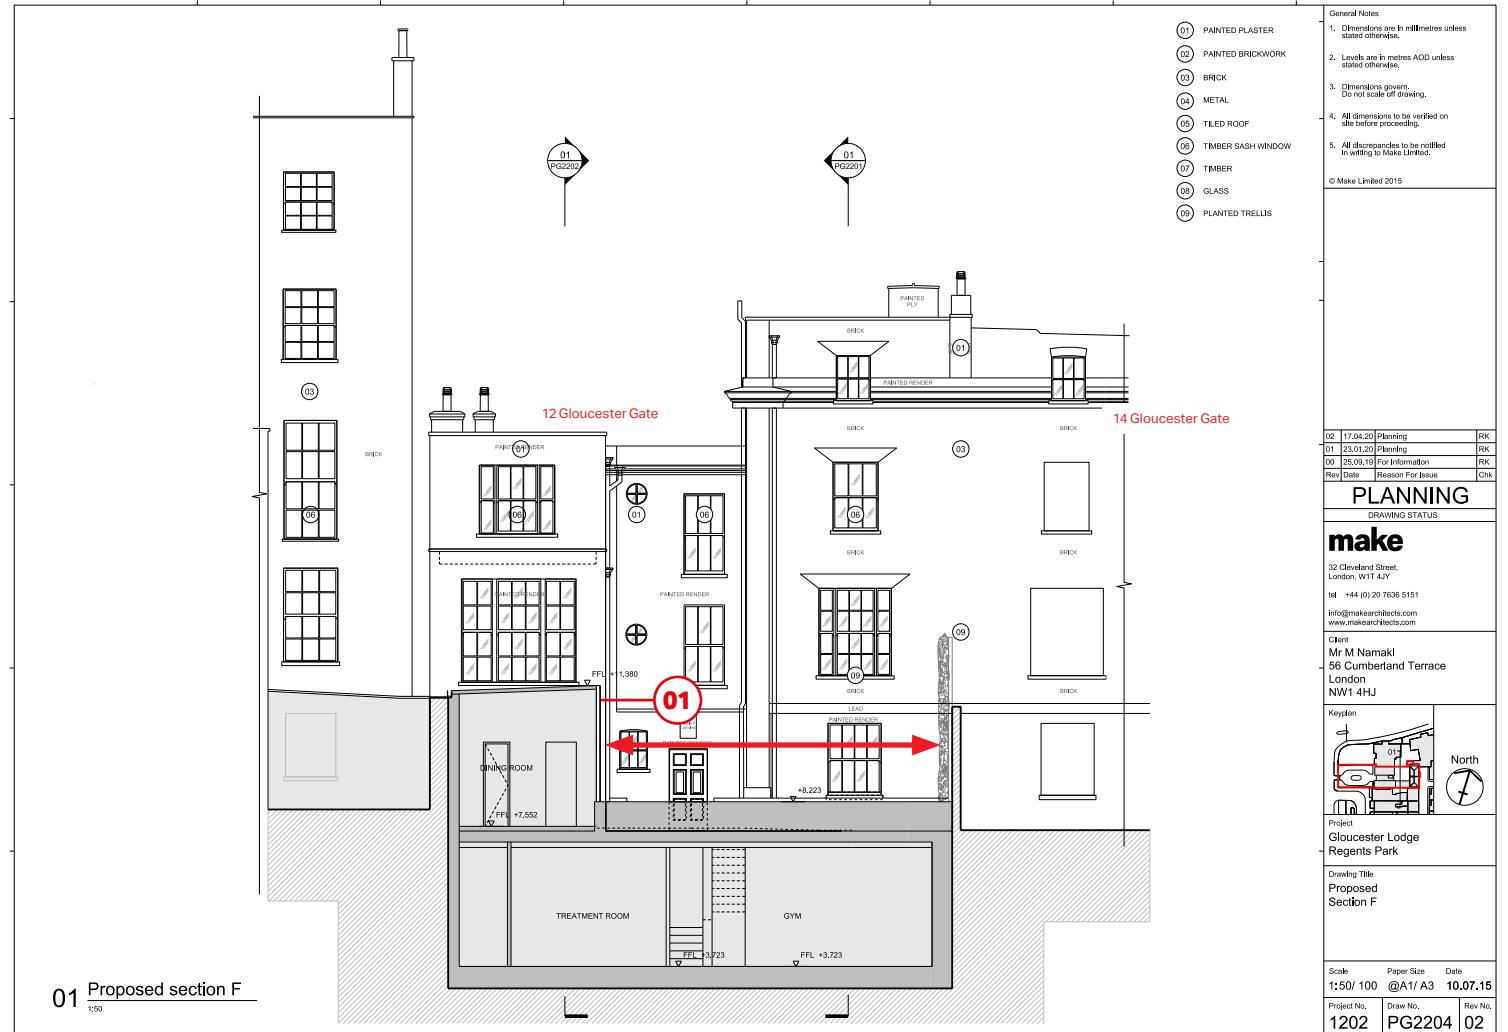 01 PAINTED PLASTER
02 PAINTED BRICKWORK
03 BRICK
04 METAL
05 TILED ROOF
06 TIMBER SASH WINDOW
07 TIMBER
08 GLASS
09 PLANTED TRELLIS
01
PG2202
01
PG2201
PAINTED
PLY
BRICK
01
PAINTED RENDER
03
BRICK
12 Gloucester Gate
14 Gloucester Gate
BRICK
BRICK
03
PAINTED RENDER
01
06
06
01
06
06
BRICK
BRICK
PAINTED RENDER
PAINTED RENDER
09
FFL +11.380
09
BRICK
BRICK
01
LEAD
PAINTED RENDER
DINING ROOM
+8.223
FFL +7.552
TREATMENT ROOM
GYM
FFL +3.723
FFL +3.723
01 Proposed section F
1:50
General Notes
1. Dimensions are in millimetres unless
stated otherwise.
2. Levels are in metres AOD unless
stated otherwise.
3. Dimensions govern.
Do not scale off drawing.
4. All dimensions to be verified on
site before proceeding.
5. All discrepancies to be notified
in writing to Make Limited.
© Make Limited 2015
02 17.04.20 Planning RK
01 23.01.20 Planning RK
00 25.09.19 For Information RK
Rev Date Reason For Issue Chk
PLANNING
DRAWING STATUS
make
32 Cleveland Street,
London, W1T 4JY
tel +44 (0) 20 7636 5151
info@makearchitects.com
www.makearchitects.com
Client
Mr M Namaki
56 Cumberland Terrace
London
NW1 4HJ
Keyplan
01
North
Project
Gloucester Lodge
Regents Park
Drawing Title
Proposed
Section F
Scale Paper Size Date
1:50/ 100 @A1/ A3 10.07.15
Project No. Draw No. Rev No.
1202 PG2204 02